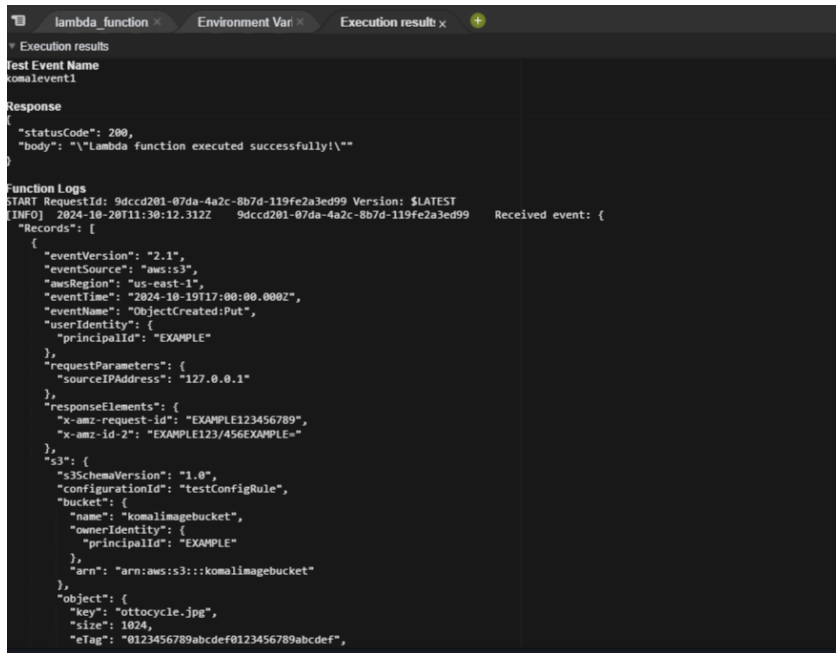 lambda_function ×
Environment Vari ×
Execution results ×
Execution results
Test Event Name
komalevent1
Response
{
"statusCode": 200,
"body": "\"Lambda function executed successfully!\""
}
Function Logs
START RequestId: 9dccd201-07da-4a2c-8b7d-119fe2a3ed99 Version: $LATEST
[INFO] 2024-10-20T11:30:12.312Z 9dccd201-07da-4a2c-8b7d-119fe2a3ed99 Received event: {
"Records": [
{
"eventVersion": "2.1",
"eventSource": "aws:s3",
"awsRegion": "us-east-1",
"eventTime": "2024-10-19T17:00:00.000Z",
"eventName": "ObjectCreated:Put",
"userIdentity": {
"principalId": "EXAMPLE"
},
"requestParameters": {
"sourceIPAddress": "127.0.0.1"
},
"responseElements": {
"x-amz-request-id": "EXAMPLE123456789",
"x-amz-id-2": "EXAMPLE123/456EXAMPLE="
},
"s3": {
"s3SchemaVersion": "1.0",
"configurationId": "testConfigRule",
"bucket": {
"name": "komalimagebucket",
"ownerIdentity": {
"principalId": "EXAMPLE"
},
"arn": "arn:aws:s3:::komalimagebucket"
},
"object": {
"key": "ottocycle.jpg",
"size": 1024,
"eTag": "0123456789abcdef0123456789abcdef",